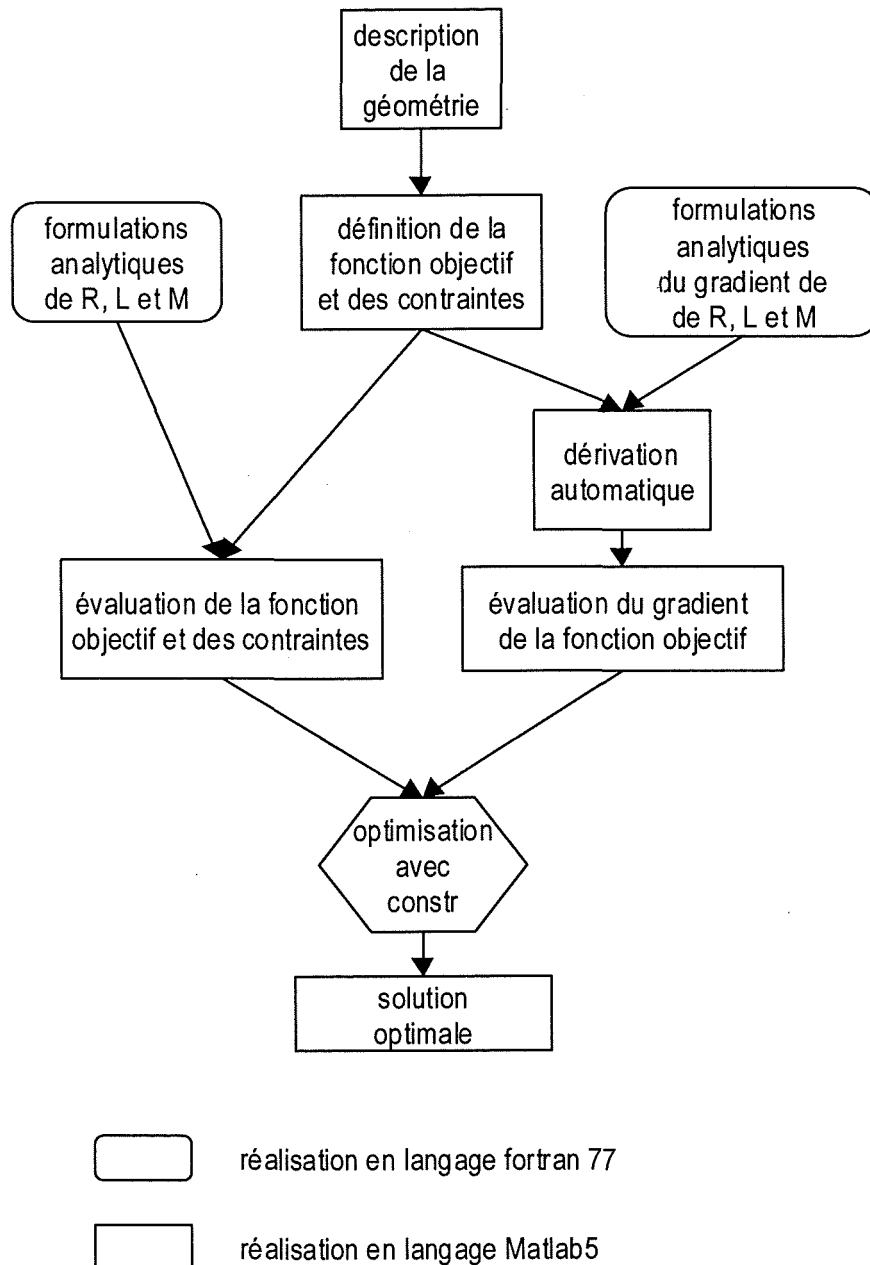 description
de la
géométrie
formulations
analytiques
de R, L et M
définition de la
fonction objectif
et des contraintes
formulations
analytiques
du gradient de
de R, L et M
dérivation
automatique
évaluation de la fonction
objectif et des contraintes
évaluation du gradient
de la fonction objectif
optimisation
avec
constr
solution
optimale
réalisation en langage fortran 77
réalisation en langage Matlab5